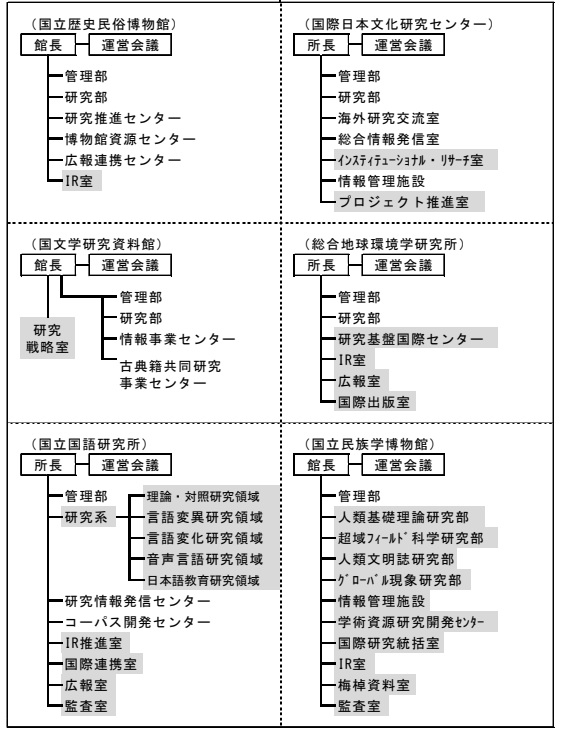 （国立歴史民俗博物館）
館長
運営会議
管理部
研究部
研究推進センター
博物館資源センター
広報連携センター
IR室
（国際日本文化研究センター）
所長
運営会議
管理部
研究部
海外研究交流室
総合情報発信室
ｲﾝｽﾃｨﾃｭｰｼｮﾅﾙ・ﾘｻｰﾁ室
情報管理施設
プロジェクト推進室
（国文学研究資料館）
館長
運営会議
管理部
研究部
情報事業センター
古典籍共同研究
事業センター
研究
戦略室
（総合地球環境学研究所）
所長
運営会議
管理部
研究部
研究基盤国際センター
IR室
広報室
国際出版室
（国立国語研究所）
所長
運営会議
管理部
研究系
理論・対照研究領域
言語変異研究領域
言語変化研究領域
音声言語研究領域
日本語教育研究領域
研究情報発信センター
コーパス開発センター
IR推進室
国際連携室
広報室
監査室
（国立民族学博物館）
館長
運営会議
管理部
人類基礎理論研究部
超域ﾌｨｰﾙﾄﾞ科学研究部
人類文明誌研究部
ｸﾞﾛｰﾊﾞﾙ現象研究部
情報管理施設
学術資源研究開発ｾﾝﾀｰ
国際研究統括室
IR室
梅棹資料室
監査室